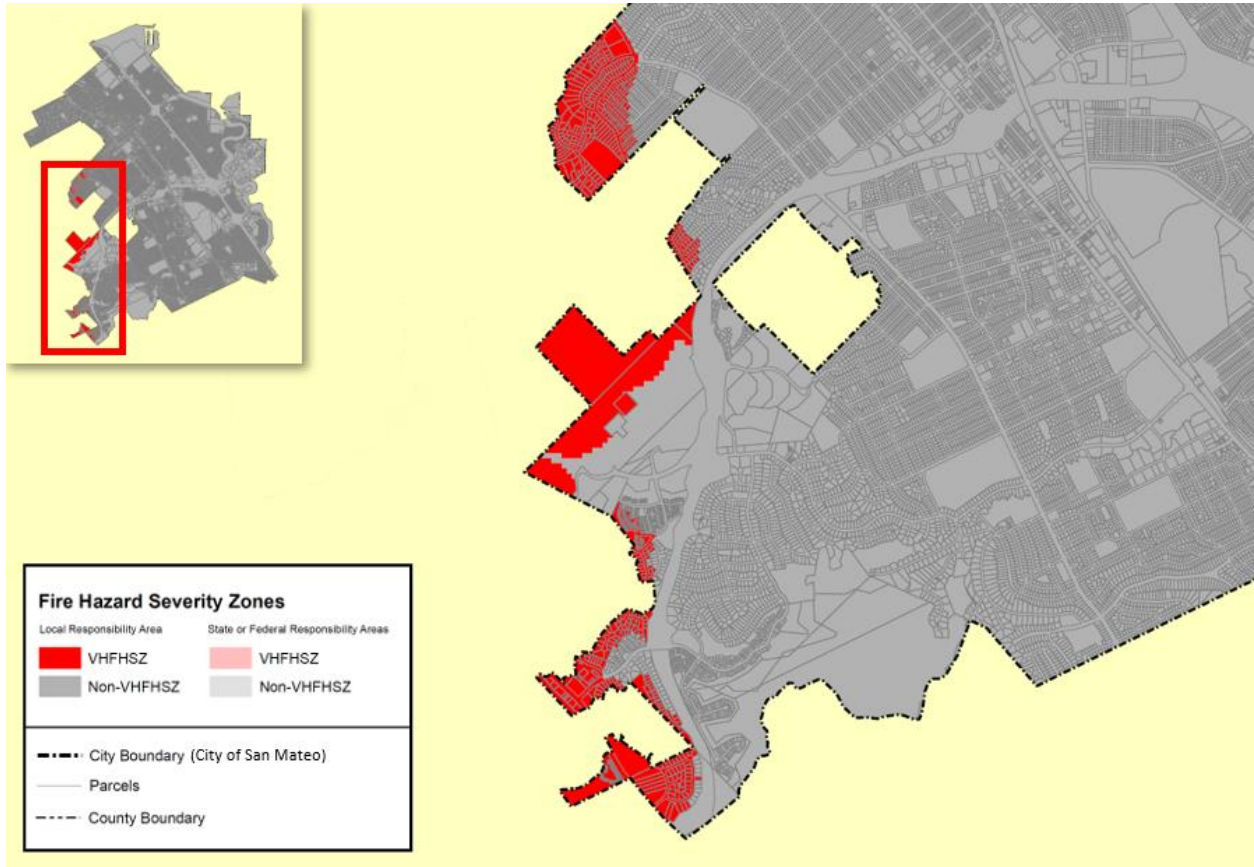 Fire Hazard Severity Zones
Local Responsibility Area State or Federal Responsibility Areas
VHFHSZ VHFHSZ
Non-VHFHSZ Non-VHFHSZ
City Boundary (City of San Mateo)
Parcels
County Boundary